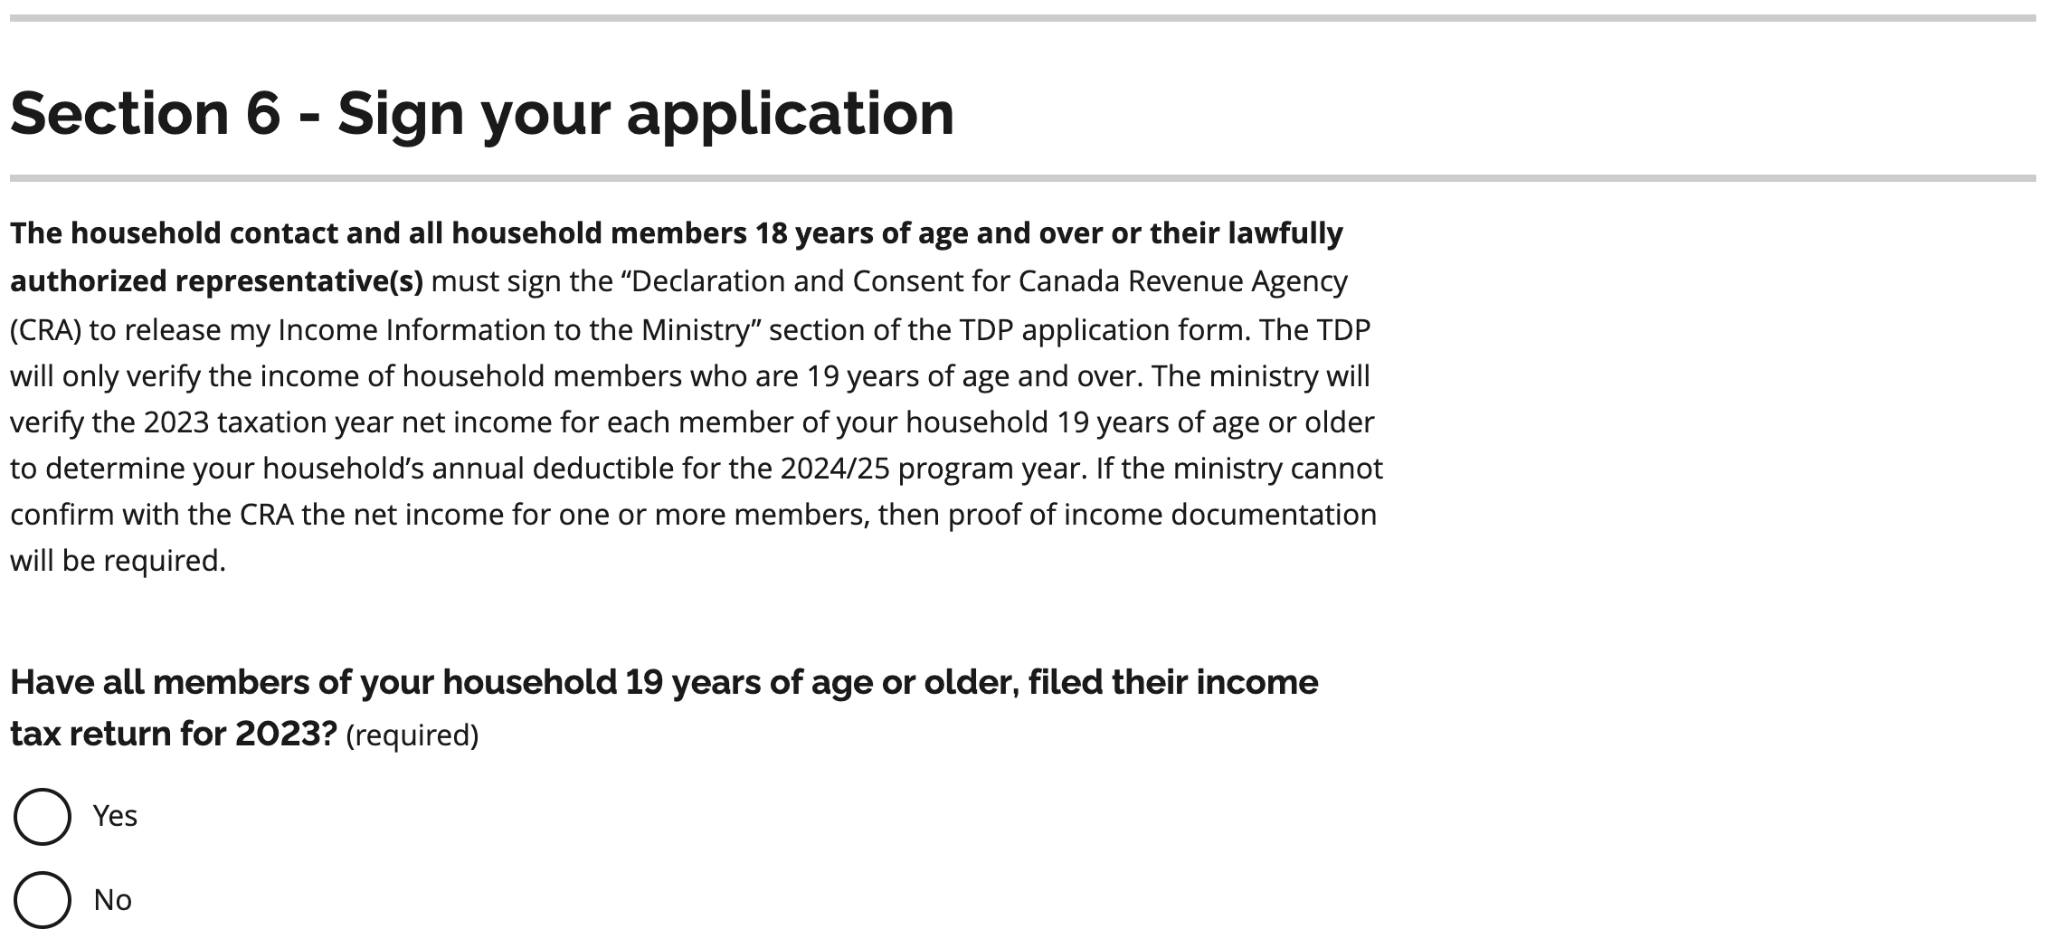 Section 6 - Sign your application
The household contact and all household members 18 years of age and over or their lawfully
authorized representative(s) must sign the “Declaration and Consent for Canada Revenue Agency
(CRA) to release my Income Information to the Ministry” section of the TDP application form. The TDP
will only verify the income of household members who are 19 years of age and over. The ministry will
verify the 2023 taxation year net income for each member of your household 19 years of age or older
to determine your household’s annual deductible for the 2024/25 program year. If the ministry cannot
confirm with the CRA the net income for one or more members, then proof of income documentation
will be required.
Have all members of your household 19 years of age or older, filed their income
tax return for 2023? (required)
Yes
No